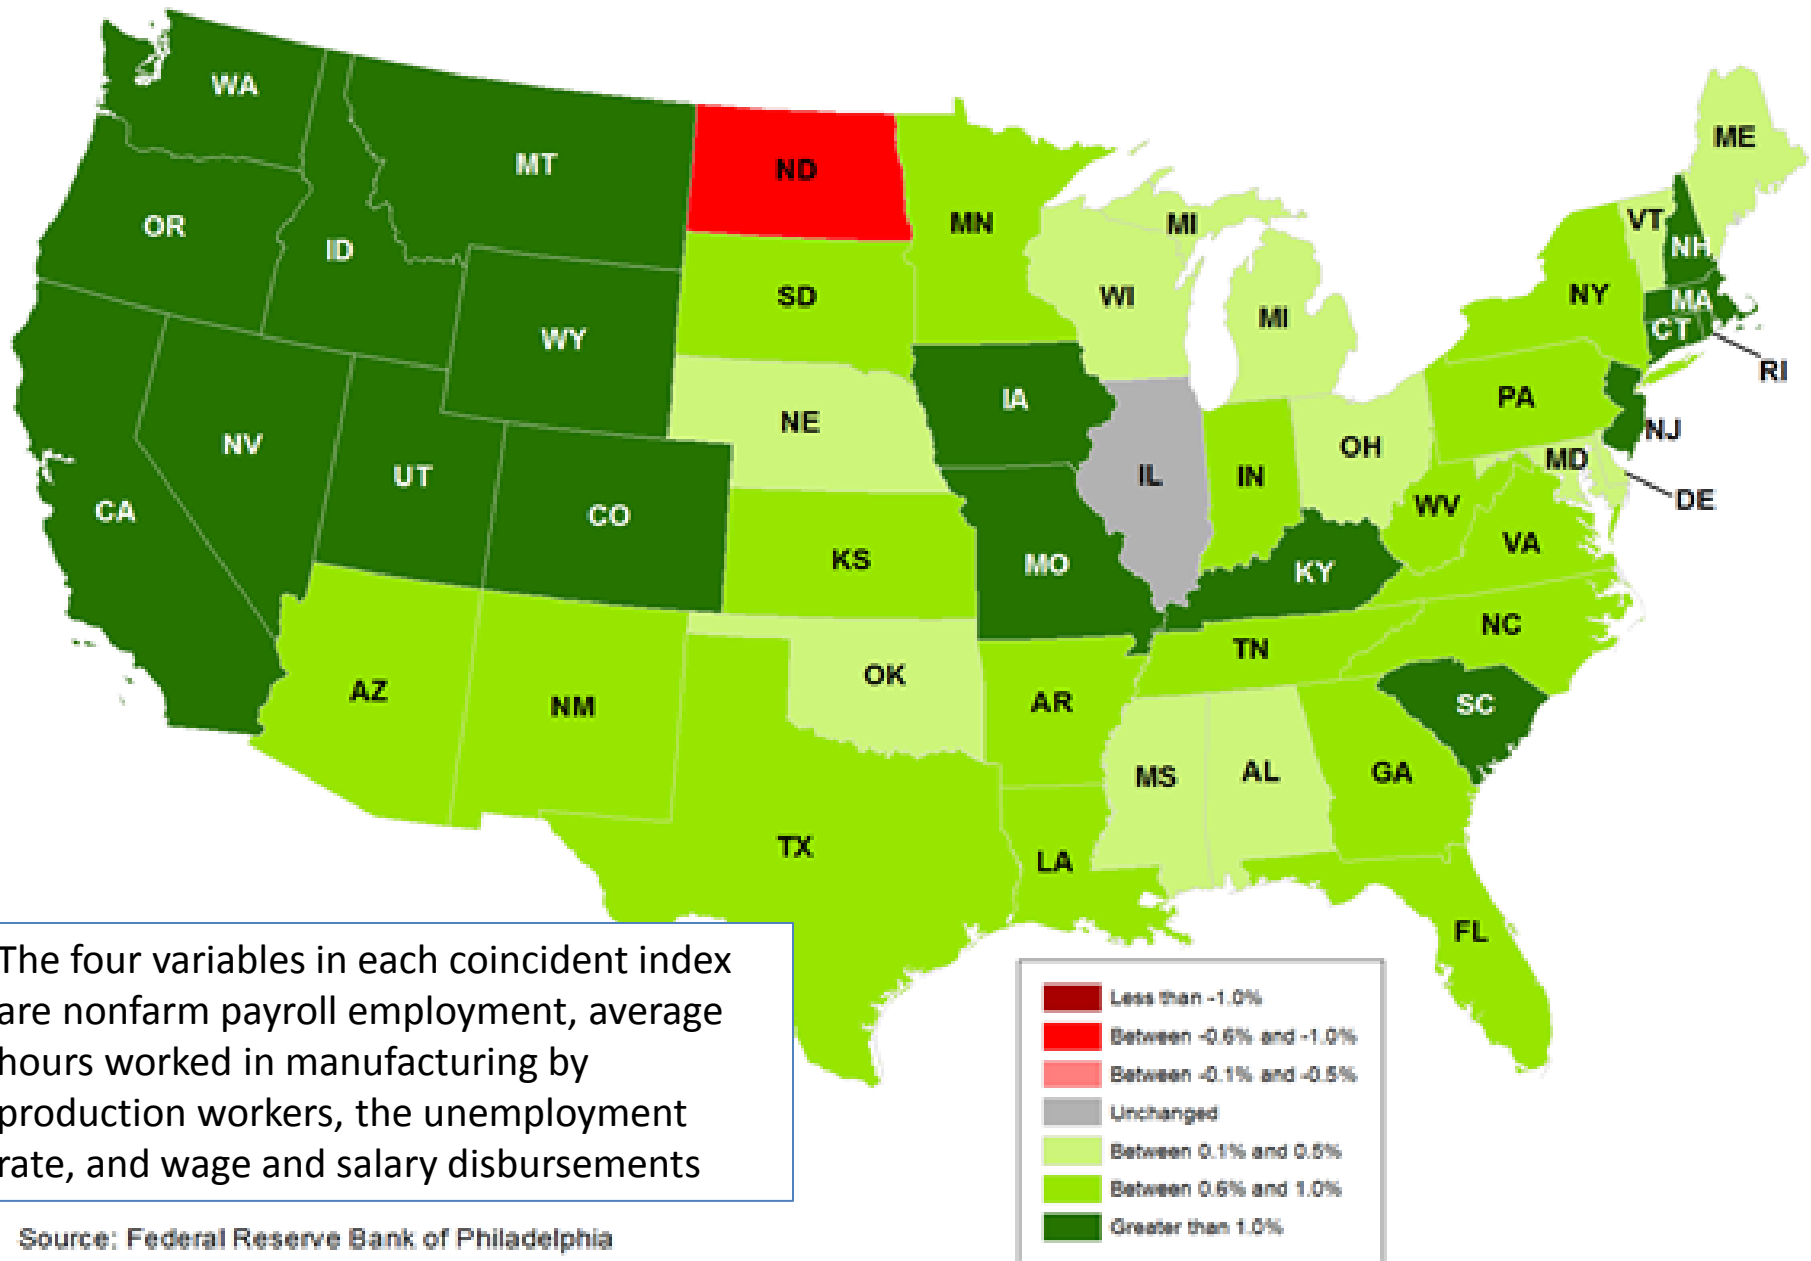 WA
MT
ND
MN
ME
OR
ID
MI
VT
NH
SD
WI
NY
MA
WY
MI
CT
RI
IA
PA
NE
NV
OH
NJ
UT
IL
IN
MD
CA
CO
WV
DE
KS
MO
KY
VA
NC
TN
AZ
NM
OK
AR
SC
MS
AL
GA
TX
LA
FL
The four variables in each coincident index
are nonfarm payroll employment, average
hours worked in manufacturing by
production workers, the unemployment
rate, and wage and salary disbursements
Less than -1.0%
Between -0.6% and -1.0%
Between -0.1% and -0.5%
Unchanged
Between 0.1% and 0.5%
Between 0.6% and 1.0%
Greater than 1.0%
Source: Federal Reserve Bank of Philadelphia